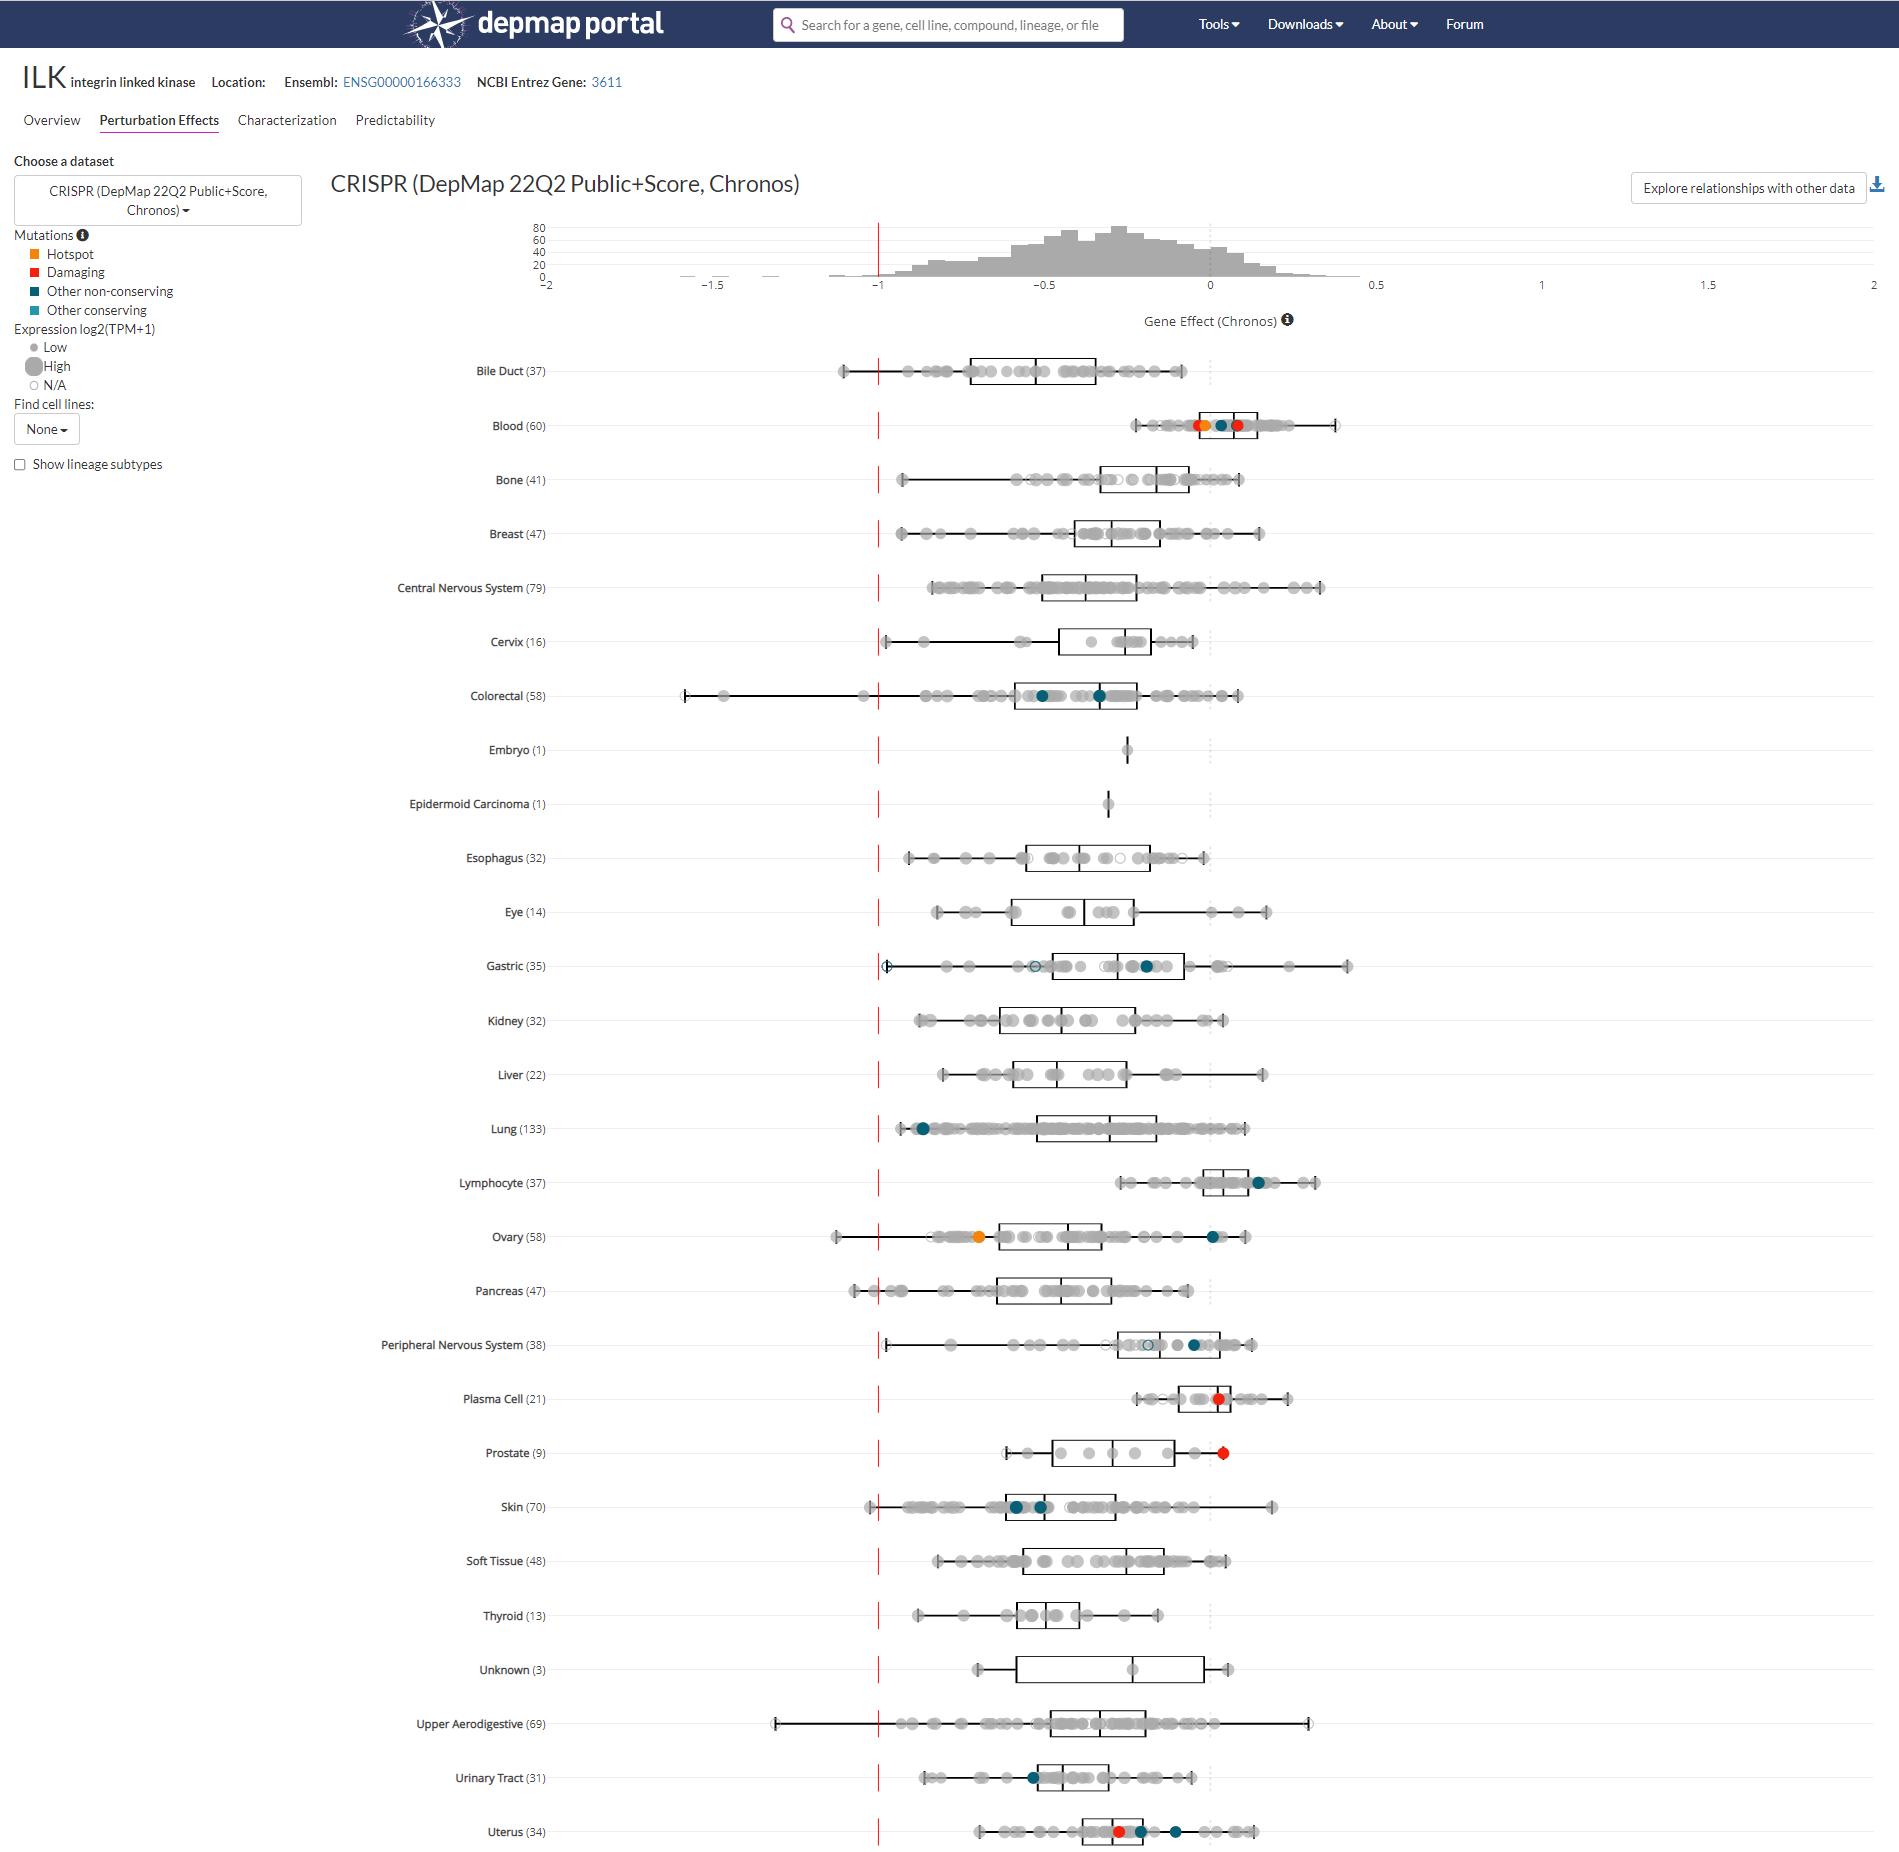 depmap portal
Search for a gene, cell line, compound, lineage, or file
Tools Downloads About Forum
ILK integrin linked kinase Location: Ensembl: ENSG00000166333 NCBI Entrez Gene: 3611
Overview Perturbation Effects Characterization Predictability
Choose a dataset
CRISPR (DepMap 22Q2 Public+Score,
Chronos)
Mutations
Hotspot
Damaging
Other non-conserving
Other conserving
Expression log2(TPM+1)
Low
High
N/A
Find cell lines:
None
Show lineage subtypes
CRISPR (DepMap 22Q2 Public+Score, Chronos)
Explore relationships with other data
80
60
40
20
0
−2 −1.5 −1 −0.5 0 0.5 1 1.5 2
Gene Effect (Chronos)
Bile Duct (37)
Blood (60)
Bone (41)
Breast (47)
Central Nervous System (79)
Cervix (16)
Colorectal (58)
Embryo (1)
Epidermoid Carcinoma (1)
Esophagus (32)
Eye (14)
Gastric (35)
Kidney (32)
Liver (22)
Lung (133)
Lymphocyte (37)
Ovary (58)
Pancreas (47)
Peripheral Nervous System (38)
Plasma Cell (21)
Prostate (9)
Skin (70)
Soft Tissue (48)
Thyroid (13)
Unknown (3)
Upper Aerodigestive (69)
Urinary Tract (31)
Uterus (34)